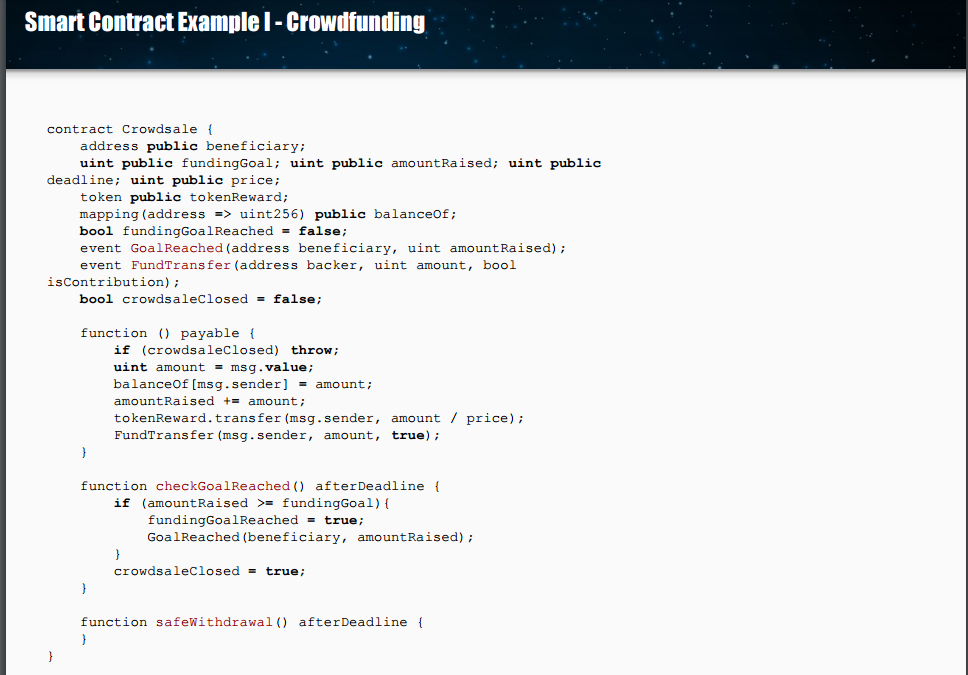 Smart Contract Example I - Crowdfunding
contract Crowdsale {
address public beneficiary;
uint public fundingGoal; uint public amountRaised; uint public
deadline; uint public price;
token public tokenReward;
mapping(address => uint256) public balanceOf;
bool fundingGoalReached = false;
event GoalReached(address beneficiary, uint amountRaised);
event FundTransfer(address backer, uint amount, bool
isContribution);
bool crowdsaleClosed = false;
function () payable {
if (crowdsaleClosed) throw;
uint amount = msg.value;
balanceOf[msg.sender] = amount;
amountRaised += amount;
tokenReward.transfer(msg.sender, amount / price);
FundTransfer(msg.sender, amount, true);
}
function checkGoalReached() afterDeadline {
if (amountRaised >= fundingGoal){
fundingGoalReached = true;
GoalReached(beneficiary, amountRaised);
}
crowdsaleClosed = true;
}
function safeWithdrawal() afterDeadline {
}
}